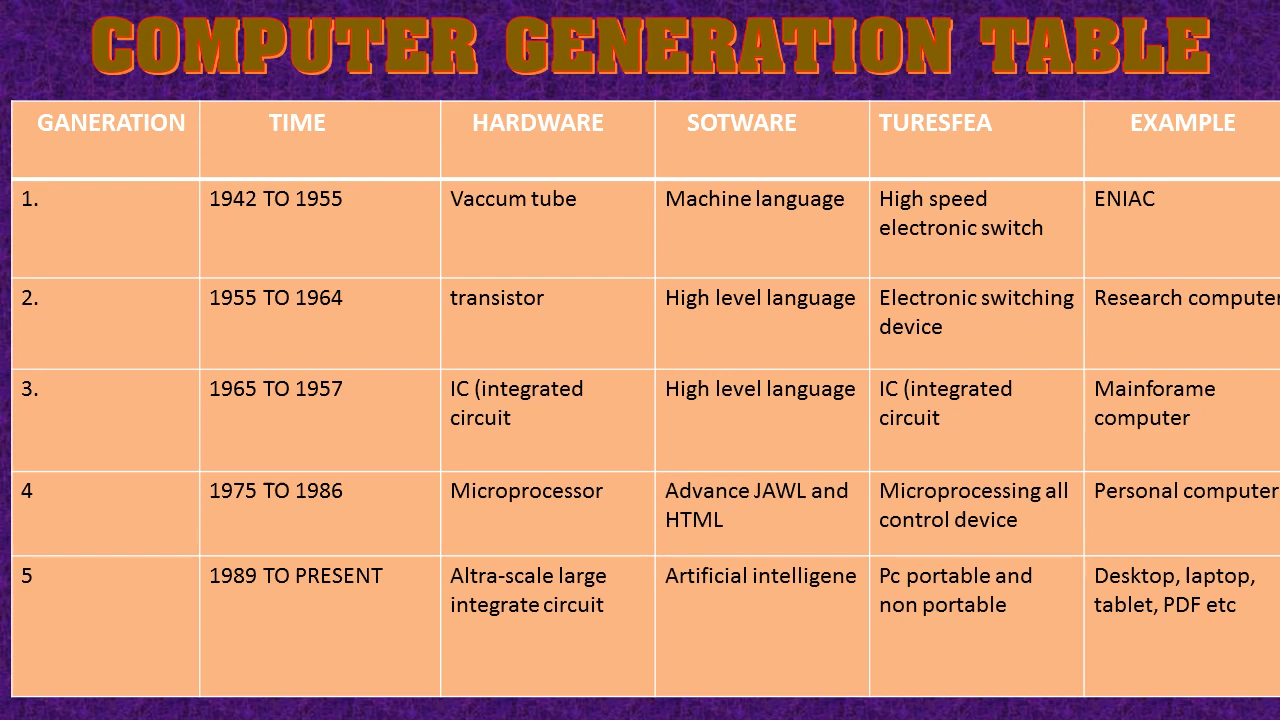 COMPUTER GENERATION TABLE
GANERATION TIME HARDWARE SOTWARE TURESFEA EXAMPLE
1. 1942 TO 1955 Vaccum tube Machine language High speed ENIAC
electronic switch
2. 1955 TO 1964 transistor High level language Electronic switching Research computer
device
3. 1965 TO 1957 IC (integrated High level language IC (integrated Mainforame
circuit circuit computer
4 1975 TO 1986 Microprocessor Advance JAWL and Microprocessing all Personal computer
HTML control device
5 1989 TO PRESENT Altra-scale large Artificial intelligene Pc portable and Desktop, laptop,
integrate circuit non portable tablet, PDF etc